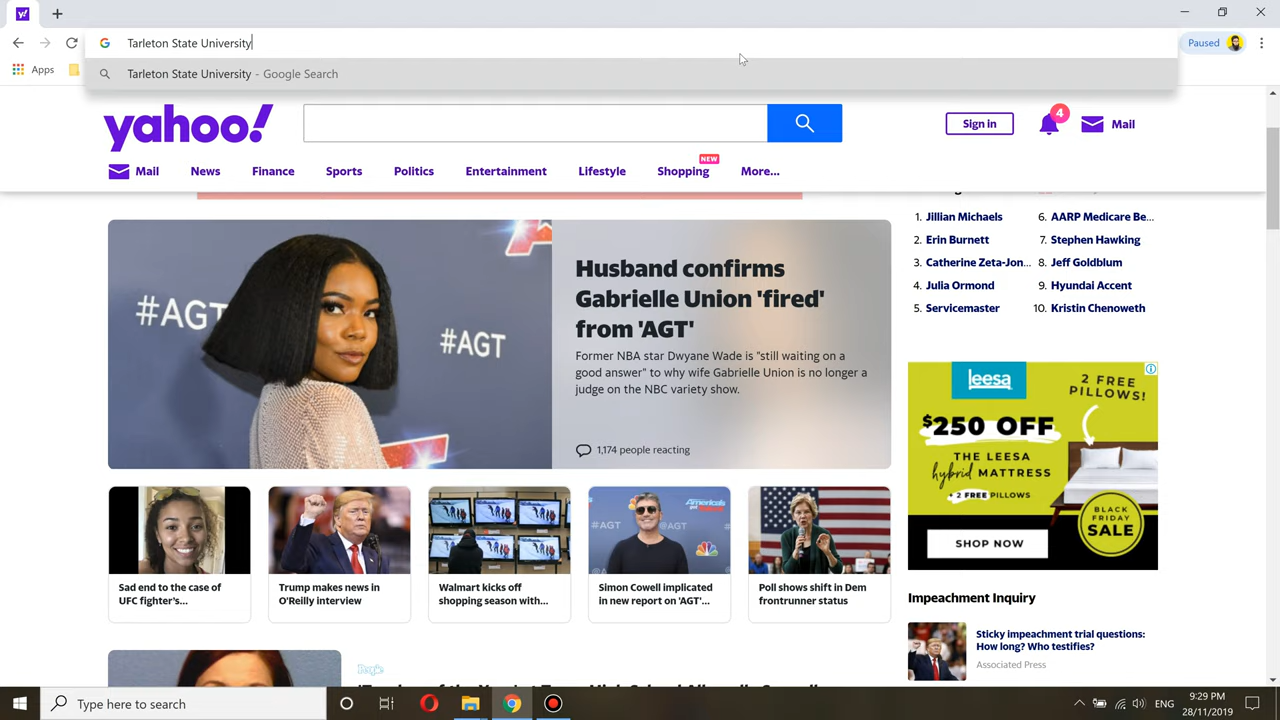 Tarleton State University
Paused
Apps
Tarleton State University - Google Search
yahoo!
Sign in
4
Mail
Mail
News
Finance
Sports
Politics
Entertainment
Lifestyle
Shopping
NEW
More...
1. Jillian Michaels
2. Erin Burnett
3. Catherine Zeta-Jon...
4. Julia Ormond
5. Servicemaster
6. AARP Medicare Be...
7. Stephen Hawking
8. Jeff Goldblum
9. Hyundai Accent
10. Kristin Chenoweth
#AGT
#AGT
Husband confirms
Gabrielle Union 'fired'
from 'AGT'
Former NBA star Dwyane Wade is "still waiting on a
good answer" to why wife Gabrielle Union is no longer a
judge on the NBC variety show.
1,174 people reacting
leesa
2 FREE
PILLOWS!
$250 OFF
THE LEESA
hybrid MATTRESS
+ 2 FREE PILLOWS
BLACK
FRIDAY
SALE
SHOP NOW
#AGT
Sad end to the case of
UFC fighter's...
Trump makes news in
O'Reilly interview
Walmart kicks off
shopping season with...
Simon Cowell implicated
in new report on 'AGT'...
Poll shows shift in Dem
frontrunner status
Impeachment Inquiry
Sticky impeachment trial questions:
How long? Who testifies?
Associated Press
People
Type here to search
ENG
9:29 PM
28/11/2019